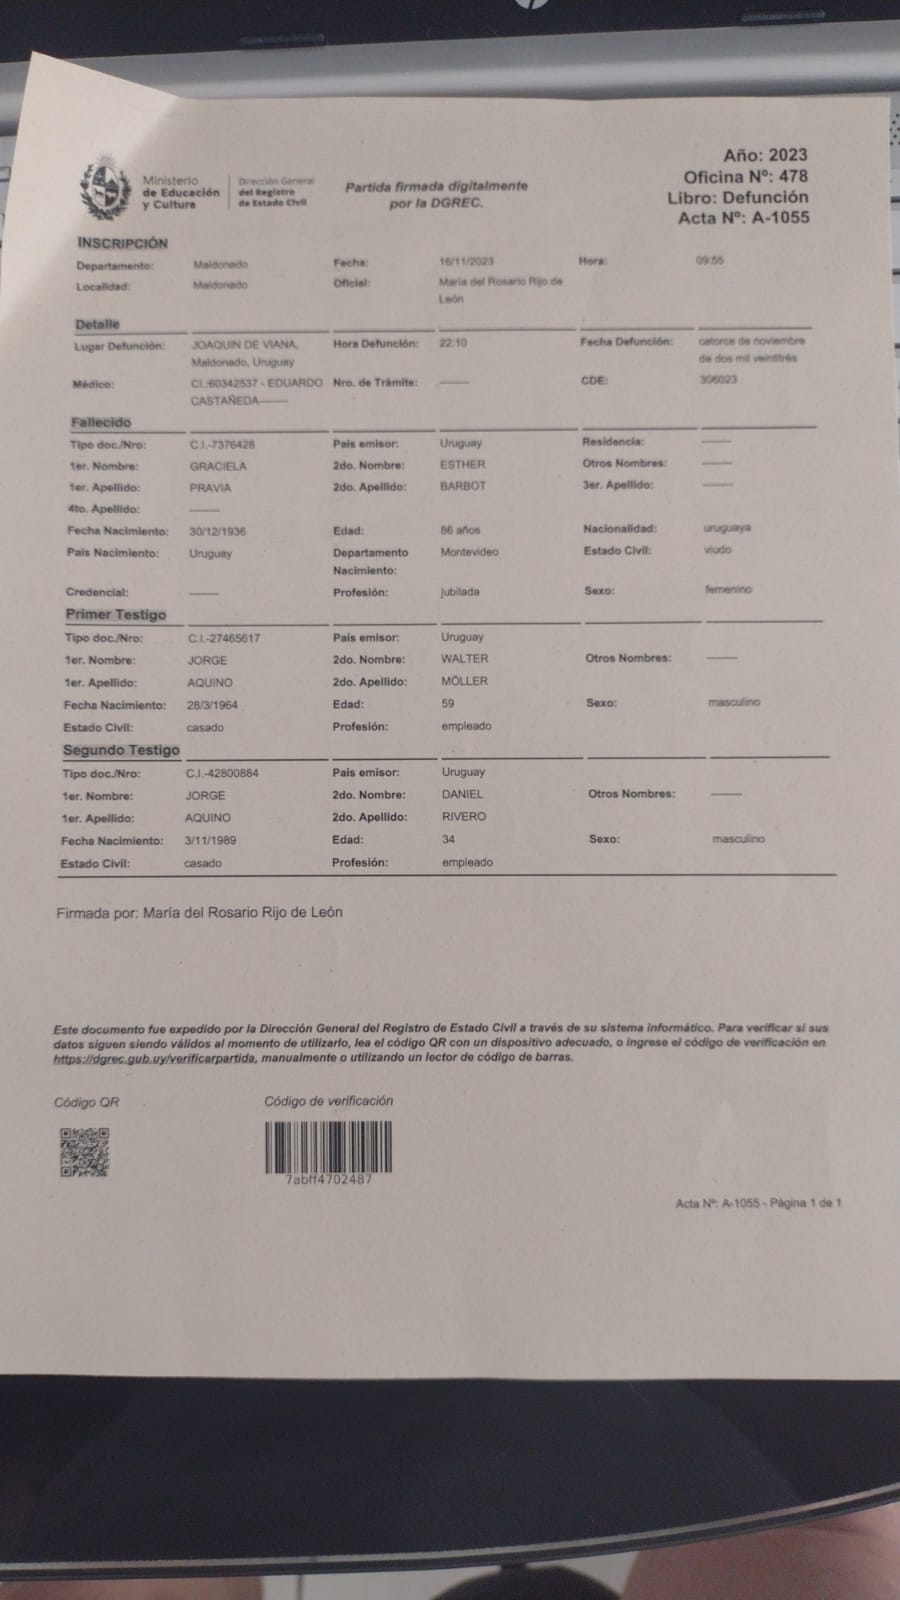 Ministerio
de Educación
y Cultura
Dirección General
del Registro
de Estado Civil
Partida firmada digitalmente
por la DGREC.
Año: 2023
Oficina Nº: 478
Libro: Defunción
Acta Nº: A-1055
INSCRIPCIÓN
Departamento: Maldonado Fecha: 16/11/2023 Hora: 09:55
Localidad: Maldonado Oficial: María del Rosario Rijo de
León
Detalle
Lugar Defunción: JOAQUIN DE VIANA, Hora Defunción: 22:10 Fecha Defunción: catorce de noviembre
Maldonado, Uruguay de dos mil veintitrés
Médico: CI.:60342537 - EDUARDO Nro. de Trámite: ------- CDE: 306023
CASTAÑEDA-------
Fallecido
Tipo doc./Nro: C.I.-7376428 País emisor: Uruguay Residencia: -------
1er. Nombre: GRACIELA 2do. Nombre: ESTHER Otros Nombres: -------
1er. Apellido: PRAVIA 2do. Apellido: BARBOT 3er. Apellido: -------
4to. Apellido: -------
Fecha Nacimiento: 30/12/1936 Edad: 86 años Nacionalidad: uruguaya
País Nacimiento: Uruguay Departamento Montevideo Estado Civil: viudo
Nacimiento:
Credencial: ------- Profesión: jubilada Sexo: femenino
Primer Testigo
Tipo doc./Nro: C.I.-27465617 País emisor: Uruguay
1er. Nombre: JORGE 2do. Nombre: WALTER Otros Nombres: -------
1er. Apellido: AQUINO 2do. Apellido: MÖLLER
Fecha Nacimiento: 28/3/1964 Edad: 59 Sexo: masculino
Estado Civil: casado Profesión: empleado
Segundo Testigo
Tipo doc./Nro: C.I.-42800884 País emisor: Uruguay
1er. Nombre: JORGE 2do. Nombre: DANIEL Otros Nombres: -------
1er. Apellido: AQUINO 2do. Apellido: RIVERO
Fecha Nacimiento: 3/11/1989 Edad: 34 Sexo: masculino
Estado Civil: casado Profesión: empleado
Firmada por: María del Rosario Rijo de León
Este documento fue expedido por la Dirección General del Registro de Estado Civil a través de su sistema informático. Para verificar si sus
datos siguen siendo válidos al momento de utilizarlo, lea el código QR con un dispositivo adecuado, o ingrese el código de verificación en
https://dgrec.gub.uy/verificarpartida, manualmente o utilizando un lector de código de barras.
Código QR Código de verificación
7abff4702487
Acta Nº: A-1055 - Página 1 de 1